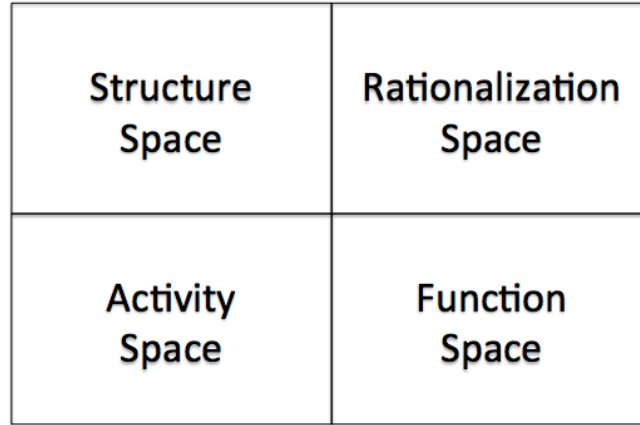 Structure
Space
Rationalization
Space
Activity
Space
Function
Space